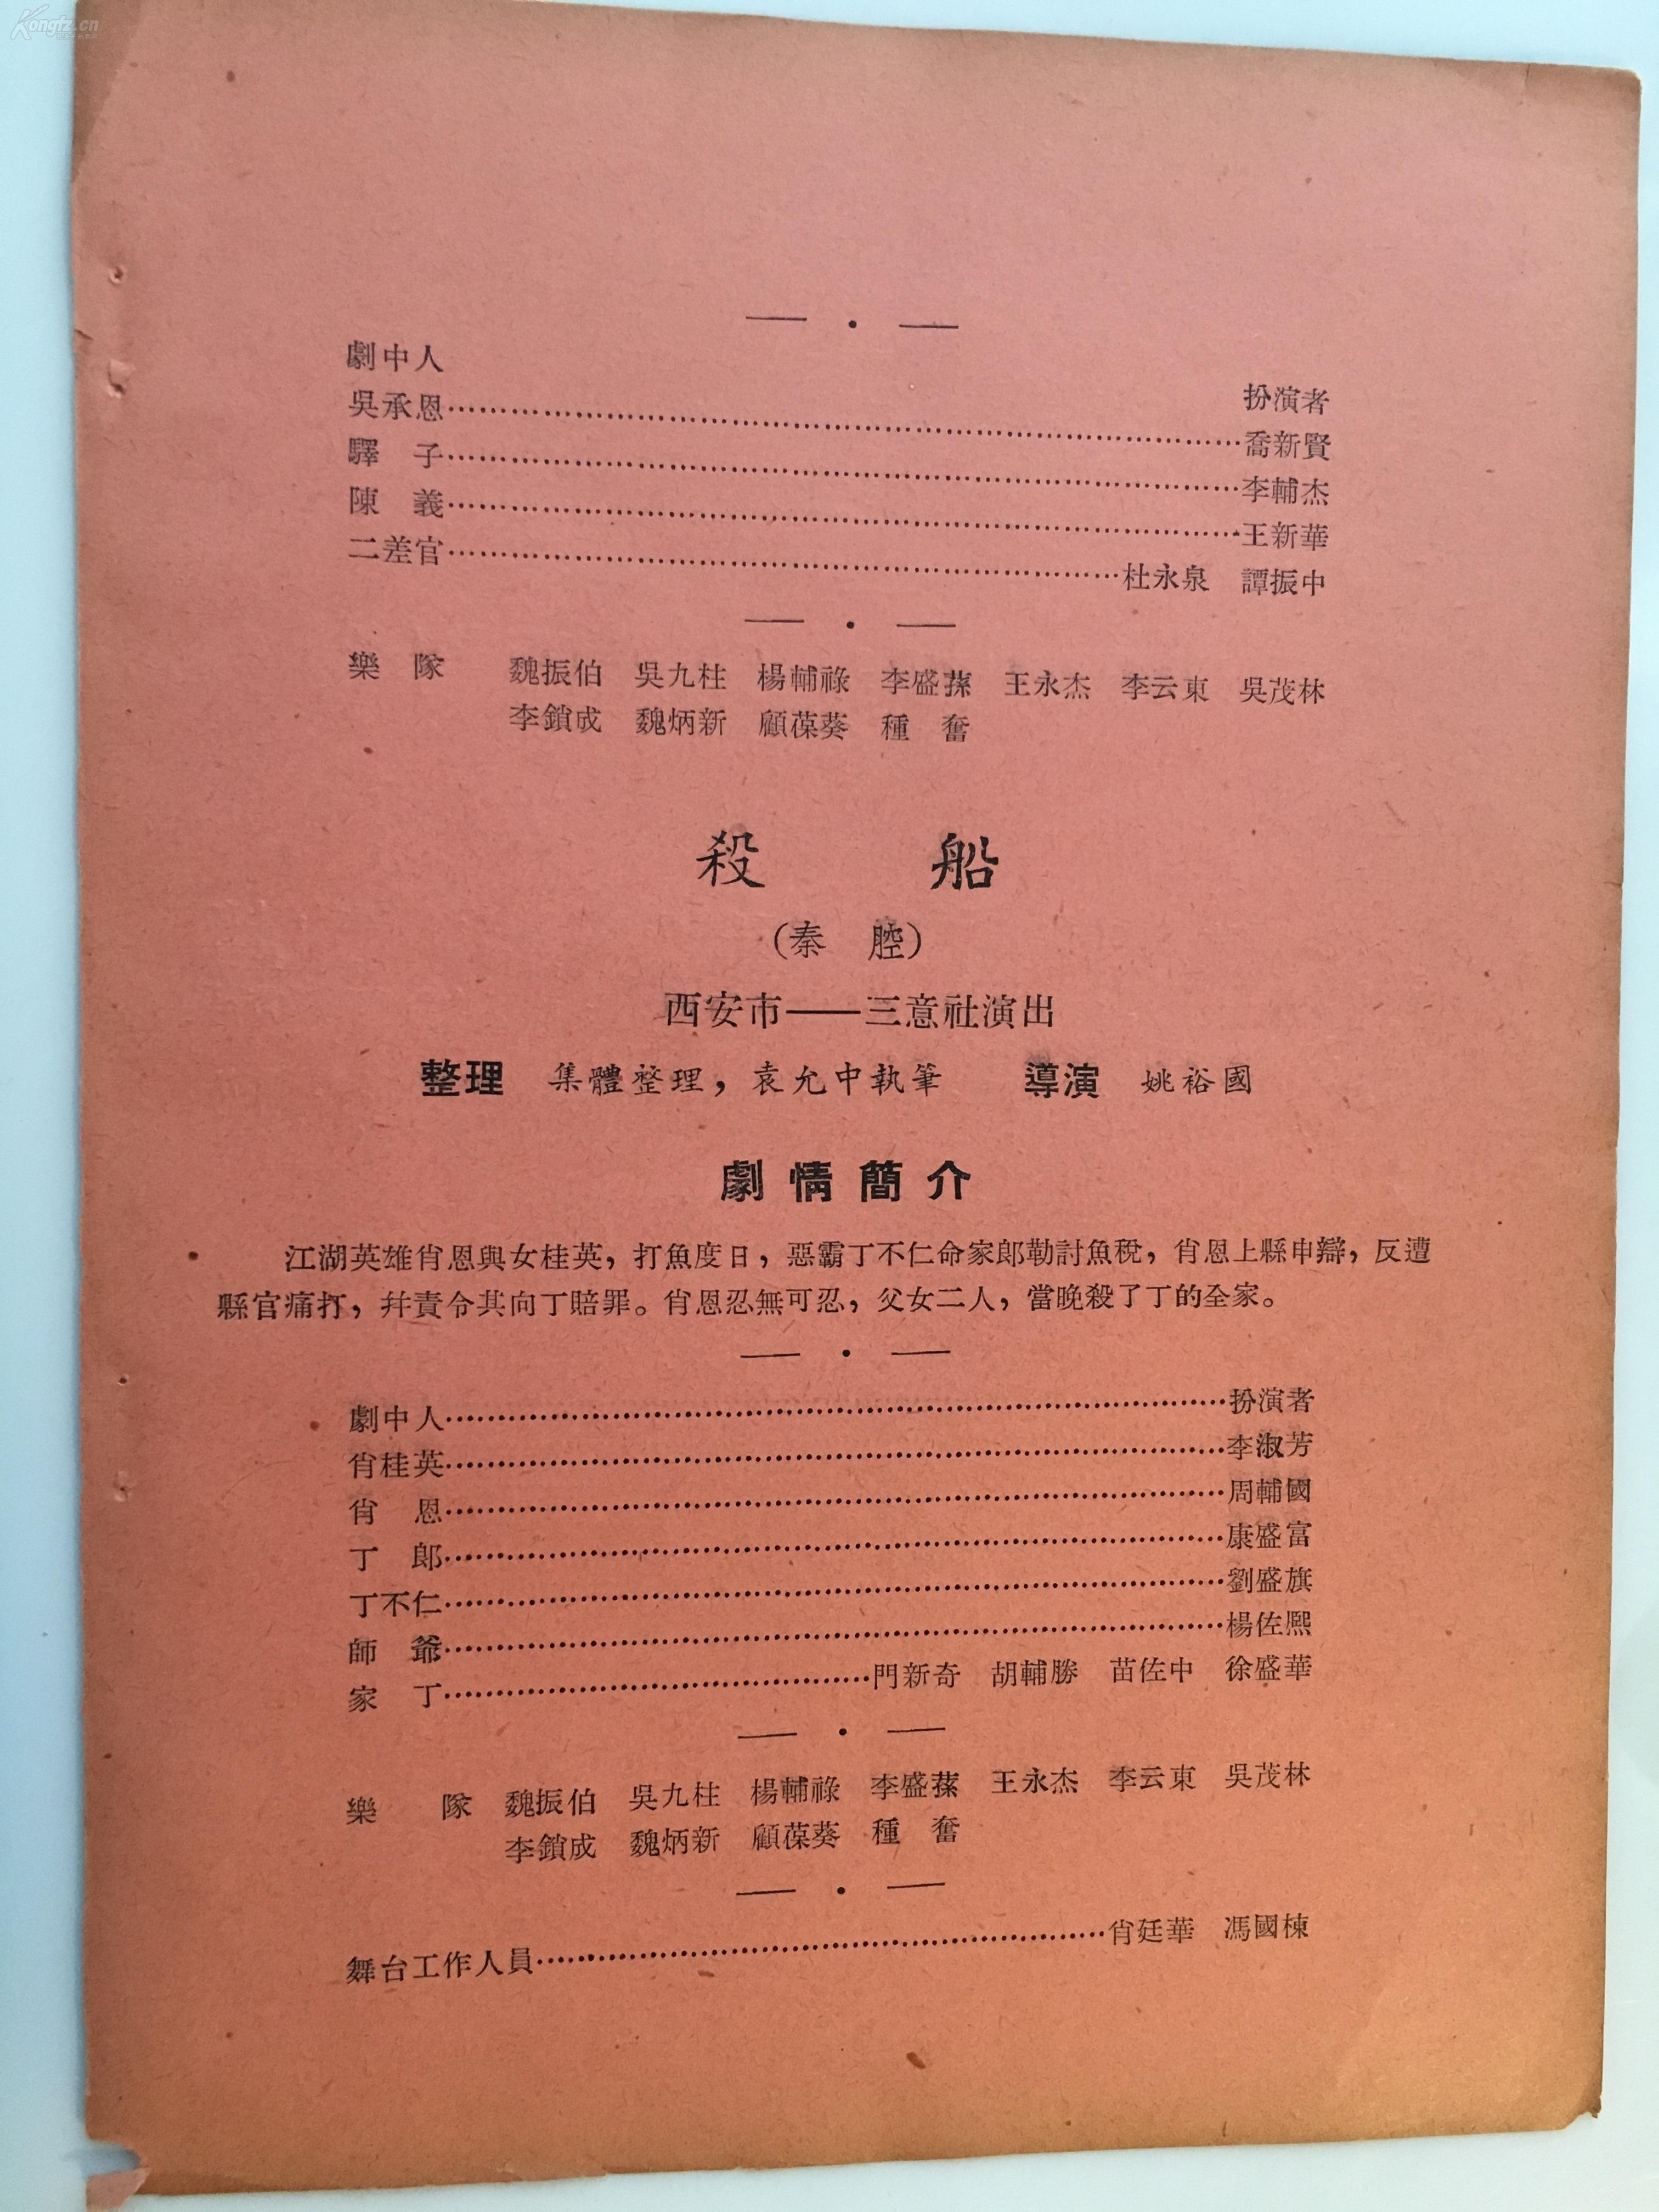 Kongfz.cn
劇中人
扮演者
吳承恩……喬新賢
驛　子……李輔杰
陳　義……王新華
二差官……杜永泉　譚振中
樂　隊　魏振伯　吳九柱　楊輔祿　李盛蓀　王永杰　李云東　吳茂林
李鎖成　魏炳新　顧葆葵　種　奮
殺　船
(秦　腔)
西安市——三意社演出
整理　集體整理，袁允中執筆　導演　姚裕國
劇情簡介
江湖英雄肖恩與女桂英，打魚度日，惡霸丁不仁命家郎勒討魚稅，肖恩上縣申辯，反遭
縣官痛打，幷責令其向丁賠罪。肖恩忍無可忍，父女二人，當晚殺了丁的全家。
劇中人……扮演者
肖桂英……李淑芳
肖　恩……周輔國
丁　郎……康盛富
丁不仁……劉盛旗
師　爺……楊佐熙
家　丁……門新奇　胡輔勝　苗佐中　徐盛華
樂　隊　魏振伯　吳九柱　楊輔祿　李盛蓀　王永杰　李云東　吳茂林
李鎖成　魏炳新　顧葆葵　種　奮
舞台工作人員……肖廷華　馮國棟